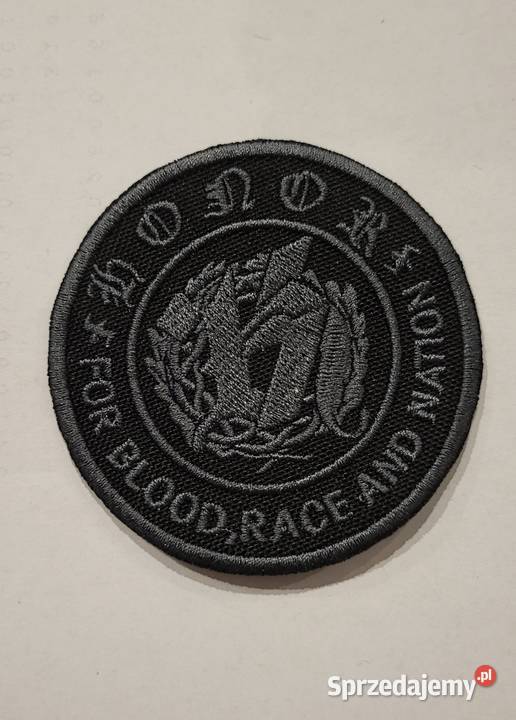 HONOR
FOR BLOOD, RACE AND NATION
Sprzedajemy.pl